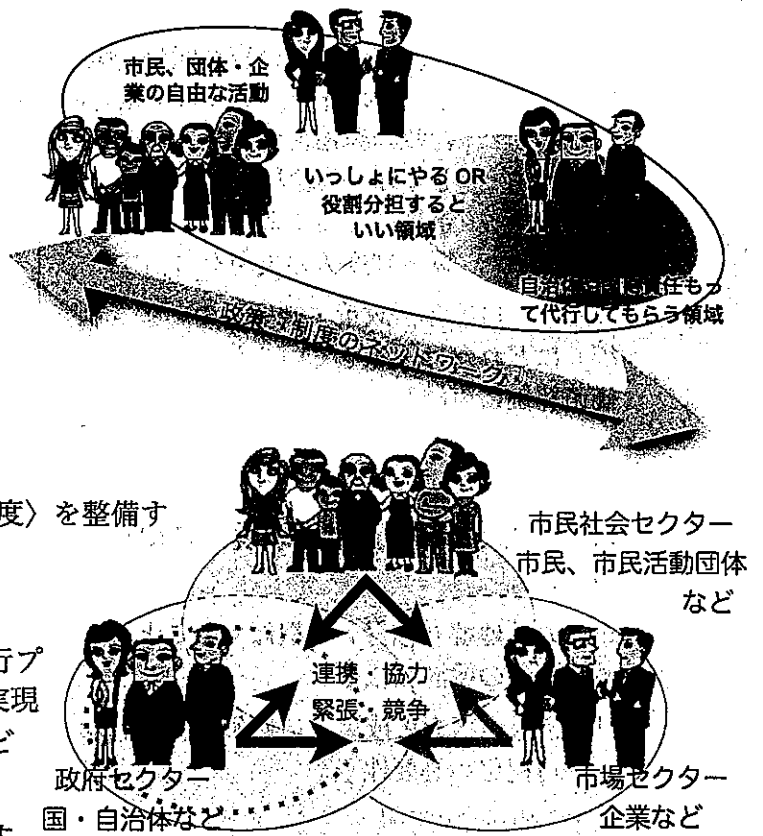 市民、団体・企
業の自由な活動
いっしょにやる OR
役割分担すると
いい領域
自治体 責任もっ
て代行してもらう領域
政策・制度のネットワーク
度〉を整備す
市民社会セクター
市民、市民活動団体
など
行プ
実現
ど
連携・協力
緊張・競争
政府セクター
国・自治体など
市場セクター
企業など